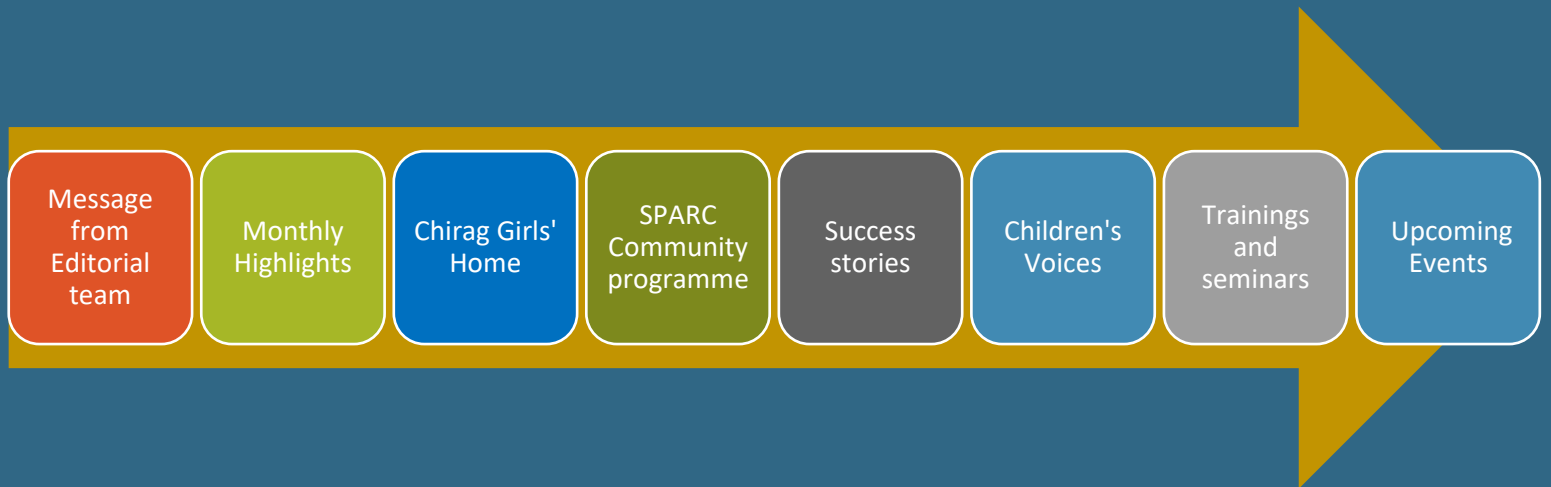 Message
from
Editorial
team
Monthly
Highlights
Chirag Girls'
Home
SPARC
Community
programme
Success
stories
Children's
Voices
Trainings
and
seminars
Upcoming
Events